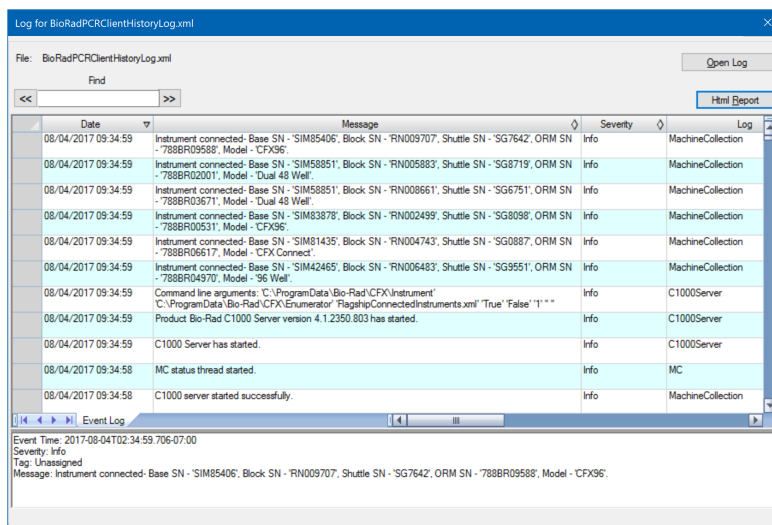 Log for BioRadPCRClientHistoryLog.xml
File: BioRadPCRClientHistoryLog.xml
Open Log
Find
<< >>
Html Report
Date Message Severity Log
08/04/2017 09:34:59 Instrument connected- Base SN - 'SIM85406', Block SN - 'RN009707', Shuttle SN - 'SG7642', ORM SN Info MachineCollection
- '788BR09588', Model - 'CFX96'.
08/04/2017 09:34:59 Instrument connected- Base SN - 'SIM58851', Block SN - 'RN005883', Shuttle SN - 'SG8719', ORM SN Info MachineCollection
- '788BR02001', Model - 'Dual 48 Well'.
08/04/2017 09:34:59 Instrument connected- Base SN - 'SIM58851', Block SN - 'RN008661', Shuttle SN - 'SG6751', ORM SN Info MachineCollection
- '788BR03671', Model - 'Dual 48 Well'.
08/04/2017 09:34:59 Instrument connected- Base SN - 'SIM83878', Block SN - 'RN002499', Shuttle SN - 'SG8098', ORM SN Info MachineCollection
- '788BR00531', Model - 'CFX96'.
08/04/2017 09:34:59 Instrument connected- Base SN - 'SIM81435', Block SN - 'RN004743', Shuttle SN - 'SG0887', ORM SN Info MachineCollection
- '788BR06617', Model - 'CFX Connect'.
08/04/2017 09:34:59 Instrument connected- Base SN - 'SIM42465', Block SN - 'RN006483', Shuttle SN - 'SG9551', ORM SN Info MachineCollection
- '788BR04970', Model - '96 Well'.
08/04/2017 09:34:59 Command line arguments: 'C:\ProgramData\Bio-Rad\CFX\Instrument' Info C1000Server
'C:\ProgramData\Bio-Rad\CFX\Enumerator' 'FlagshipConnectedInstruments.xml' 'True' 'False' '1' '' ''
08/04/2017 09:34:59 Product Bio-Rad C1000 Server version 4.1.2350.803 has started. Info C1000Server
08/04/2017 09:34:59 C1000 Server has started. Info C1000Server
08/04/2017 09:34:58 MC status thread started. Info MC
08/04/2017 09:34:58 C1000 server started successfully. Info MachineCollection
Event Log
Event Time: 2017-08-04T02:34:59.706-07:00
Severity: Info
Tag: Unassigned
Message: Instrument connected- Base SN - 'SIM85406', Block SN - 'RN009707', Shuttle SN - 'SG7642', ORM SN - '788BR09588', Model - 'CFX96'.